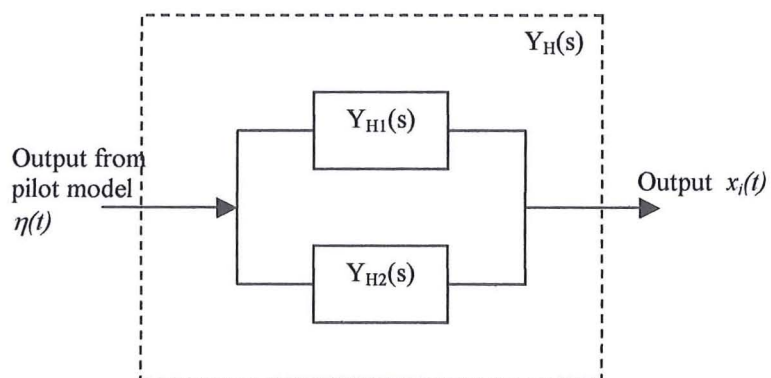 Y_H(s)
Y_H1(s)
Output from
pilot model
η(t)
Output x_i(t)
Y_H2(s)